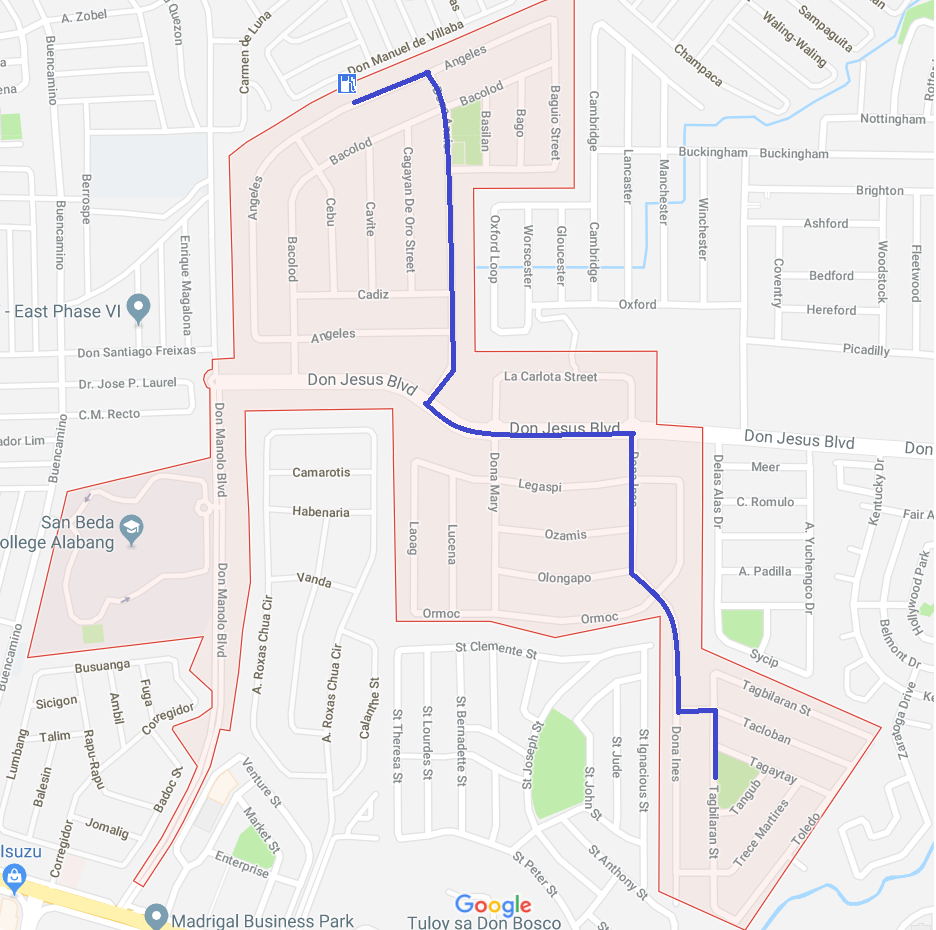 A. Zobel
Buencamino
N Quezon
Carmen de Luna
Don Manuel de Villaba
Angeles
Bacolod
Basilan
Bago
Baguio Street
Champaca
Sampaguita
Waling-Waling
Nottingham
Cambridge
Lancaster
Manchester
Buckingham
Buckingham
Brighton
Bacolod
Cagayan De Oro Street
Angeles
Cebu
Cavite
Bacolod
Berrospe
Buencamino
Enrique Magalona
Oxford Loop
Worscester
Gloucester
Cambridge
Winchester
Ashford
Woodstock
Fleetwood
Bedford
Coventry
Hereford
Oxford
Picadilly
- East Phase VI
Cadiz
Angeles
Don Santiago Freixas
Dr. Jose P. Laurel
C.M. Recto
ador Lim
Buencamino
Don Jesus Blvd
La Carlota Street
Don Jesus Blvd
Don Jesus Blvd
Don
Don Manolo Blvd
Dona Mary
Dona Ines
Delas Alas Dr
Meer
C. Romulo
A. Padilla
A. Yuchengco Dr
Kentucky Dr
Fair A
Hollywood Park
Belmont Dr
Camarotis
Habenaria
Vanda
Legaspi
Laoag
Lucena
Ozamis
Olongapo
Ormoc
Ormoc
San Beda
ollege Alabang
Don Manolo Blvd
A. Roxas Chua Cir
A. Roxas Chua Cir
Calanthe St
Buencamino
Busuanga
Sicigon
Ambil
Fuga
Corregidor
Talim
Lumbang
Balesin
Rapu-Rapu
Badoc St
Jomalig
Corregidor
Venture St
Market St
Enterprise
St Clemente St
St Theresa St
St Lourdes St
St Bernadette St
St Joseph St
St John St
St Jude
St Ignacious St
St Peter St
St Anthony St
Sycip
Tagbilaran St
Tacloban
Tagaytay
Tangub
Trece Martires
Toledo
Dona Ines
Tagbilaran St
Zaratoga Drive
Isuzu
Madrigal Business Park
Google
Tuloy sa Don Bosco